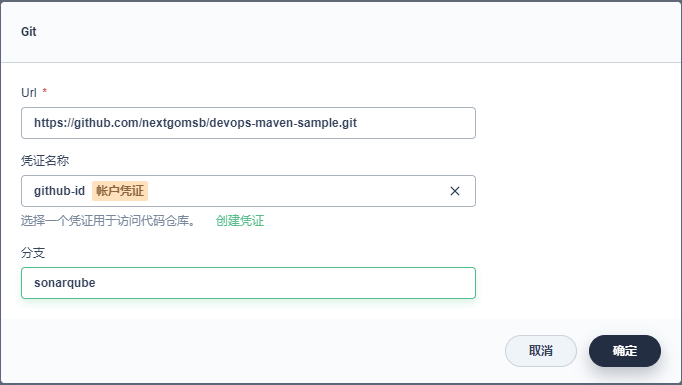 Git
Url *
https://github.com/nextgomsb/devops-maven-sample.git
凭证名称
github-id 帐户凭证
选择一个凭证用于访问代码仓库。 创建凭证
分支
sonarqube
取消 确定